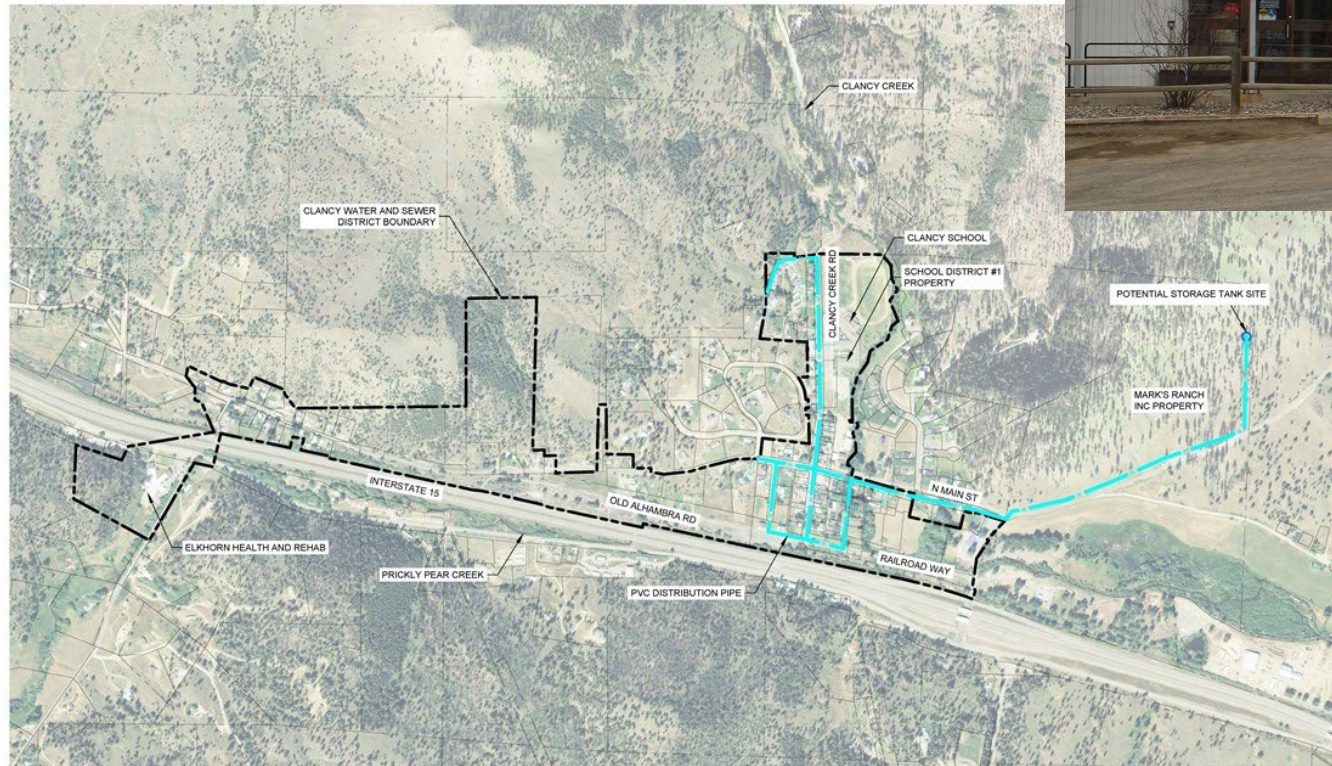 CLANCY CREEK
CLANCY WATER AND SEWER
DISTRICT BOUNDARY
CLANCY SCHOOL
CLANCY CREEK RD
SCHOOL DISTRICT #1
PROPERTY
POTENTIAL STORAGE TANK SITE
MARK'S RANCH
INC PROPERTY
INTERSTATE 15
N MAIN ST
OLD ALHAMBRA RD
ELKHORN HEALTH AND REHAB
RAILROAD WAY
PRICKLY PEAR CREEK
PVC DISTRIBUTION PIPE